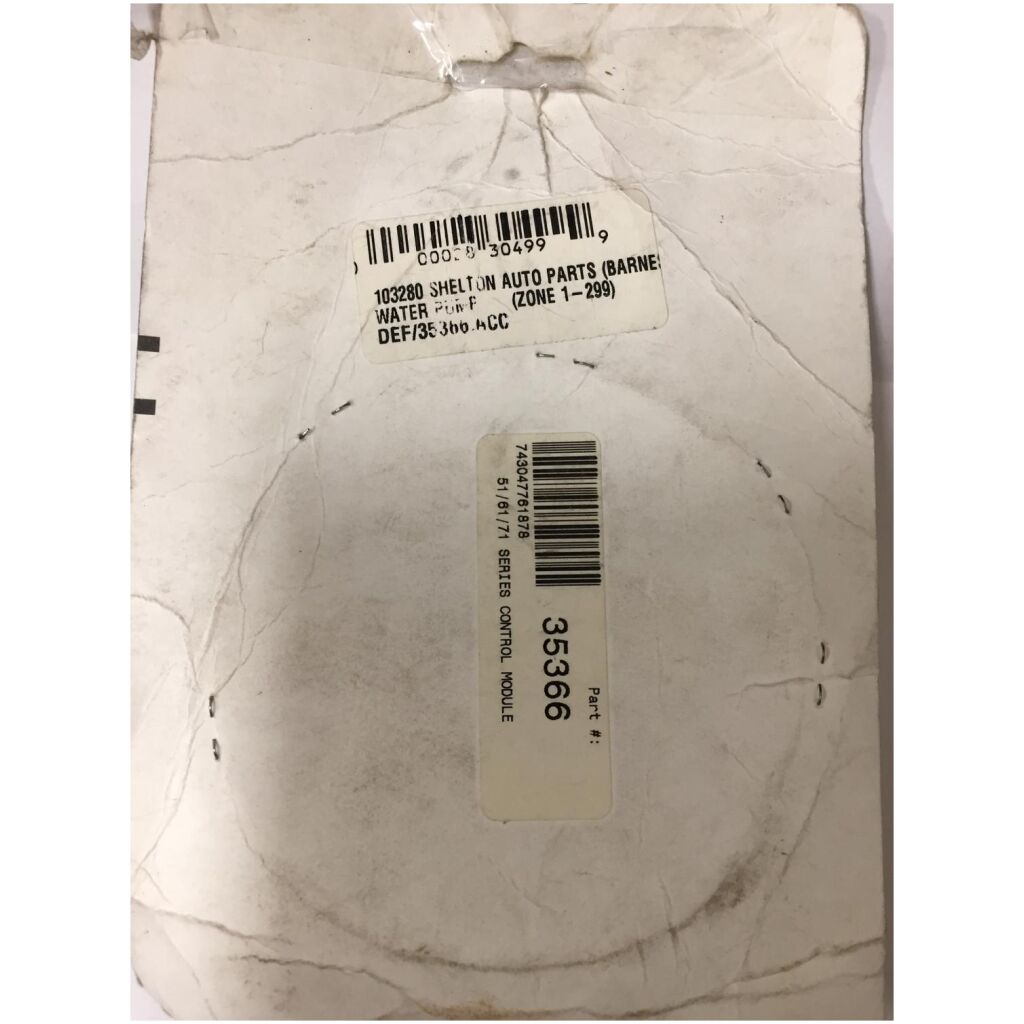 30499 9
103280 SHELTON AUTO PARTS (BARNES
WATER PUMP (ZONE 1-299)
DEF/35366.ACC
Part #:
35366
743047761878
51/61/71 SERIES CONTROL MODULE